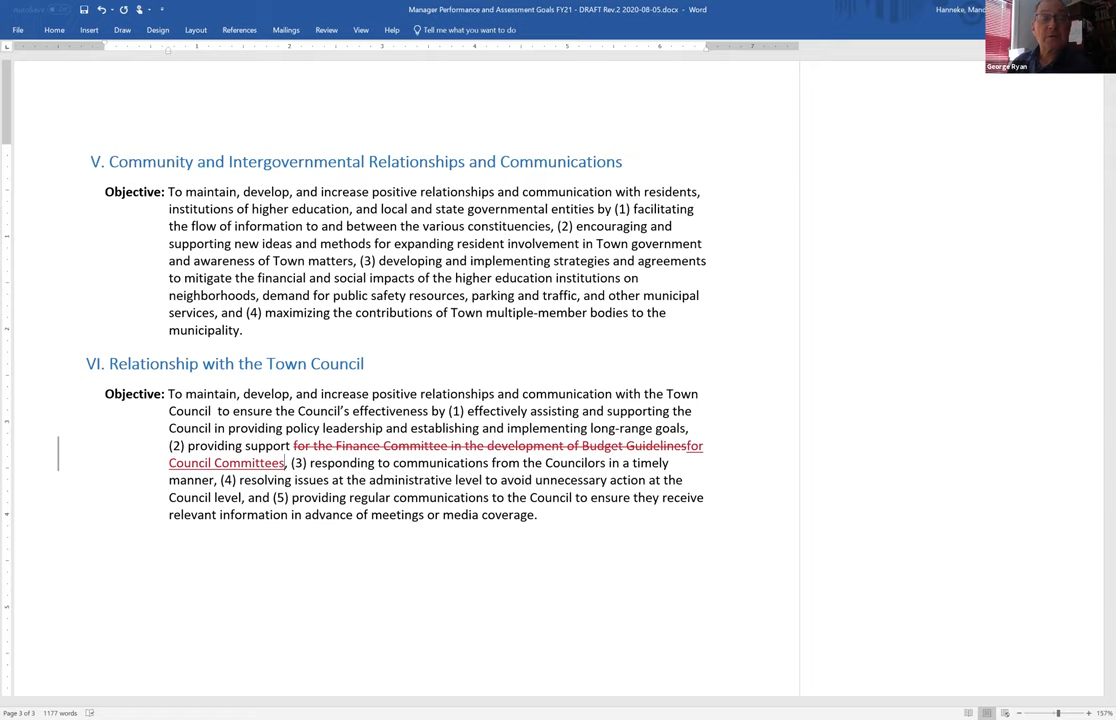 Manager Performance and Assessment Goals FY21 - DRAFT Rev.2 2020-08-05.docx - Word
Hanneke, Manc
File Home Insert Draw Design Layout References Mailings Review View Help Tell me what you want to do
George Ryan
V. Community and Intergovernmental Relationships and Communications
Objective: To maintain, develop, and increase positive relationships and communication with residents,
institutions of higher education, and local and state governmental entities by (1) facilitating
the flow of information to and between the various constituencies, (2) encouraging and
supporting new ideas and methods for expanding resident involvement in Town government
and awareness of Town matters, (3) developing and implementing strategies and agreements
to mitigate the financial and social impacts of the higher education institutions on
neighborhoods, demand for public safety resources, parking and traffic, and other municipal
services, and (4) maximizing the contributions of Town multiple-member bodies to the
municipality.
VI. Relationship with the Town Council
Objective: To maintain, develop, and increase positive relationships and communication with the Town
Council to ensure the Council's effectiveness by (1) effectively assisting and supporting the
Council in providing policy leadership and establishing and implementing long-range goals,
(2) providing support for the Finance Committee in the development of Budget Guidelinesfor
Council Committees, (3) responding to communications from the Councilors in a timely
manner, (4) resolving issues at the administrative level to avoid unnecessary action at the
Council level, and (5) providing regular communications to the Council to ensure they receive
relevant information in advance of meetings or media coverage.
Page 3 of 3 1177 words
157%